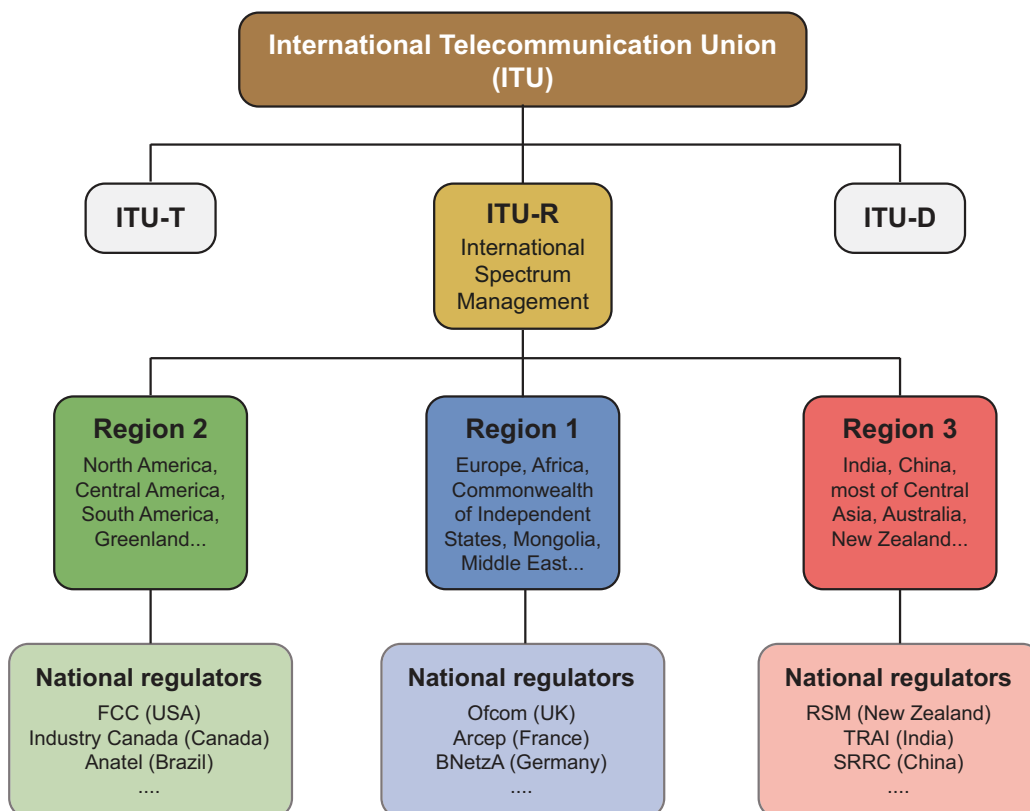 International Telecommunication Union
(ITU)
ITU-T
ITU-R
International
Spectrum
Management
ITU-D
Region 2
North America,
Central America,
South America,
Greenland...
Region 1
Europe, Africa,
Commonwealth
of Independent
States, Mongolia,
Middle East...
Region 3
India, China,
most of Central
Asia, Australia,
New Zealand...
National regulators
FCC (USA)
Industry Canada (Canada)
Anatel (Brazil)
....
National regulators
Ofcom (UK)
Arcep (France)
BNetzA (Germany)
....
National regulators
RSM (New Zealand)
TRAI (India)
SRRC (China)
....